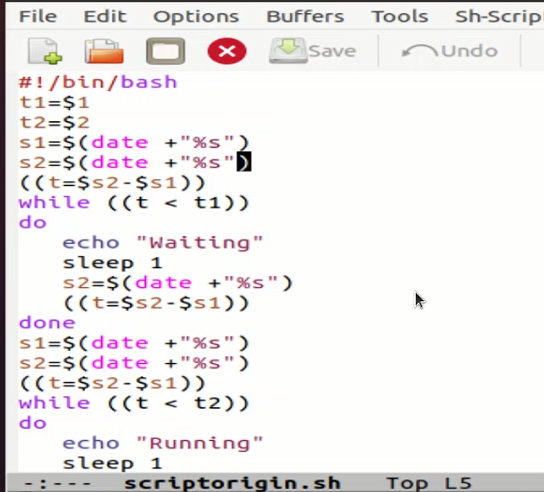 File Edit Options Buffers Tools Sh-Scrip
Save Undo
#!/bin/bash
t1=$1
t2=$2
s1=$(date +"%s")
s2=$(date +"%s")
((t=$s2-$s1))
while ((t < t1))
do
echo "Waiting"
sleep 1
s2=$(date +"%s")
((t=$s2-$s1))
done
s1=$(date +"%s")
s2=$(date +"%s")
((t=$s2-$s1))
while ((t < t2))
do
echo "Running"
sleep 1
-:--- scriptorigin.sh Top L5